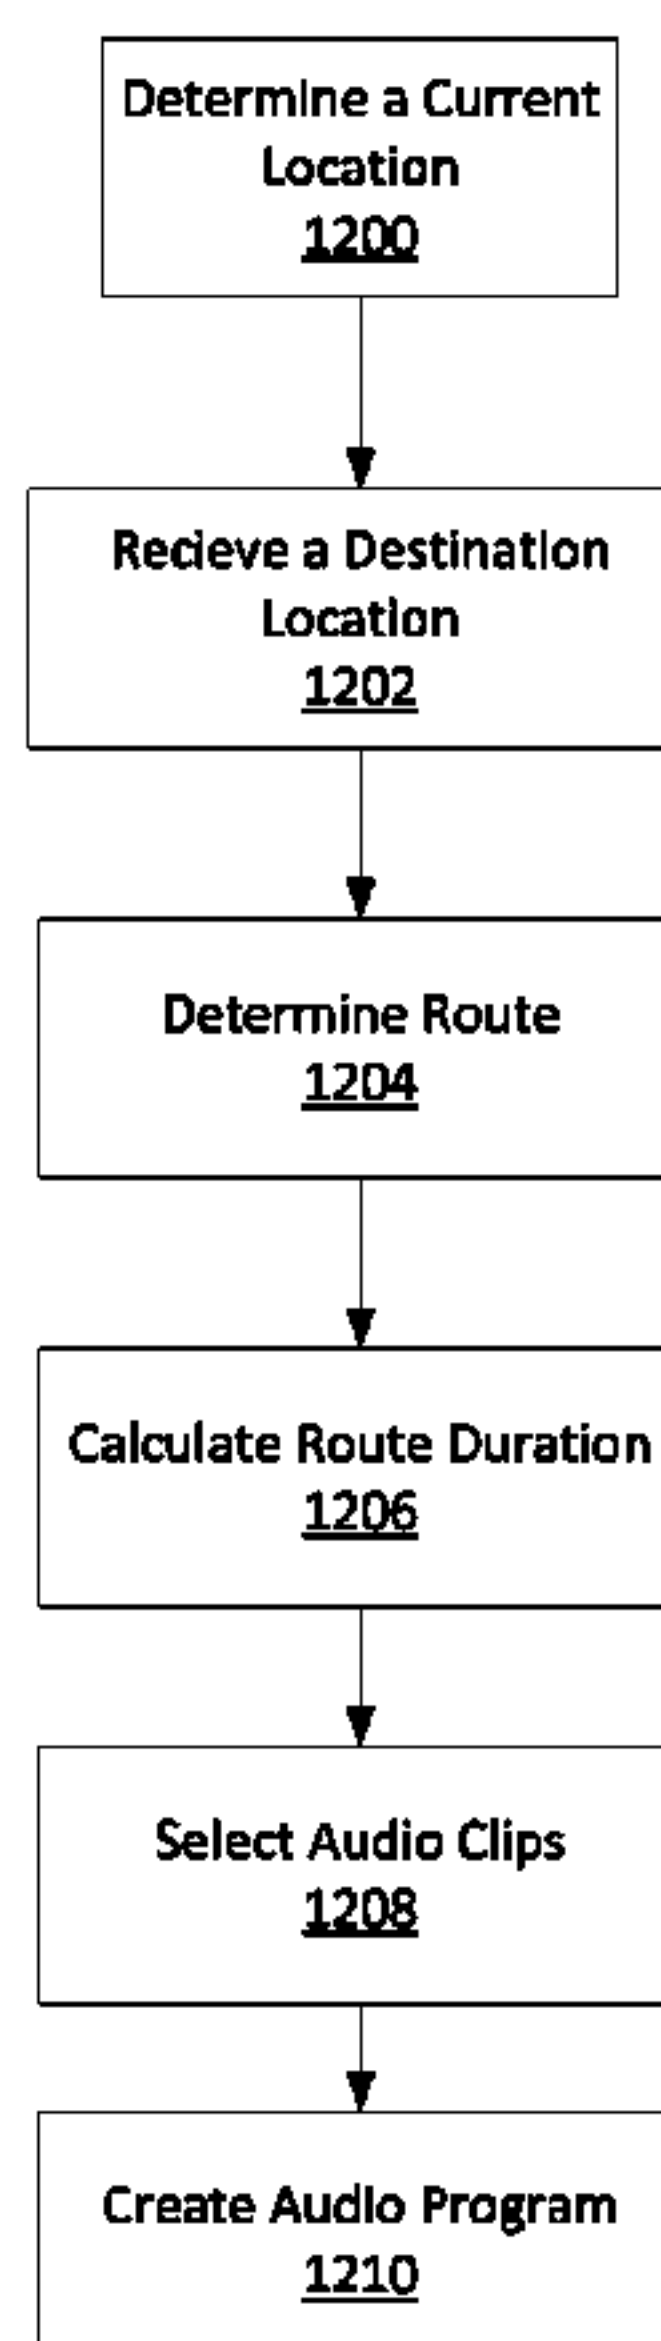 Determine a Current
Location
1200
Recieve a Destination
Location
1202
Determine Route
1204
Calculate Route Duration
1206
Select Audio Clips
1208
Create Audio Program
1210